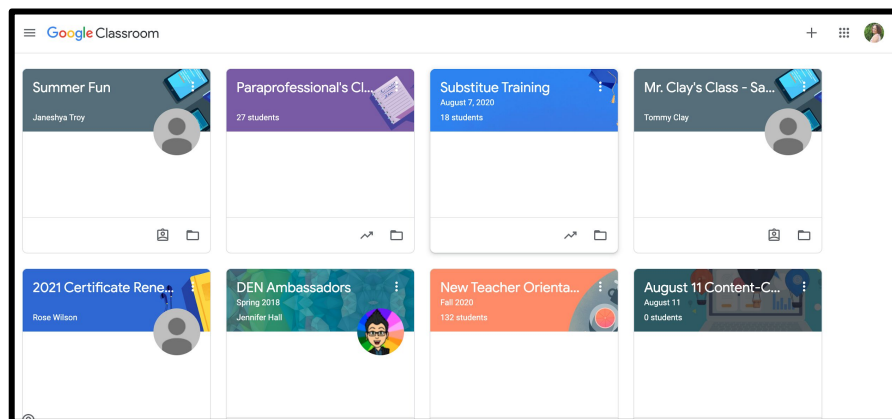 Google Classroom
Summer Fun
Janeshya Troy
Paraprofessional's Cl...
27 students
Substitue Training
August 7, 2020
18 students
Mr. Clay's Class - Sa...
Tommy Clay
2021 Certificate Rene...
Rose Wilson
DEN Ambassadors
Spring 2018
Jennifer Hall
New Teacher Orienta...
Fall 2020
132 students
August 11 Content-C...
August 11
0 students